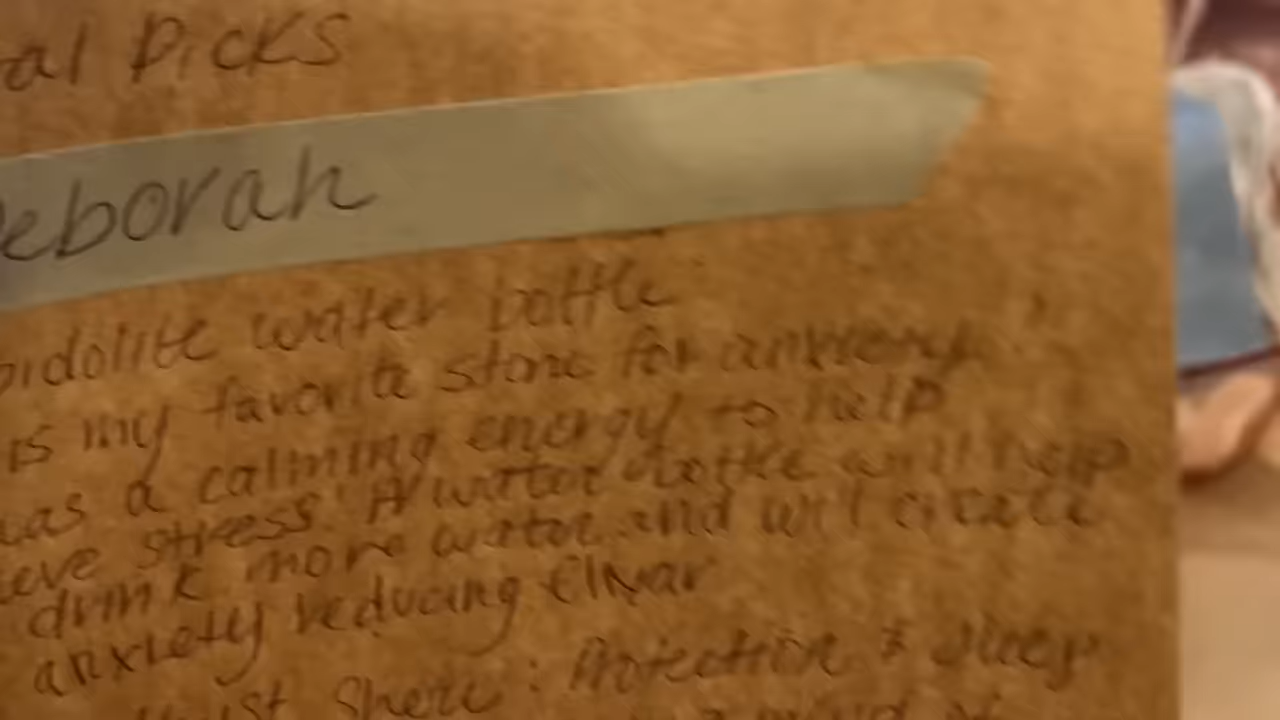 al Picks
eborah
pidolite water bottle
is my favorite stone for anxiety
has a calming energy to help
eve stress A water bottle will help
drink more water and will create
anxiety reducing Elixar
Protection & sleep